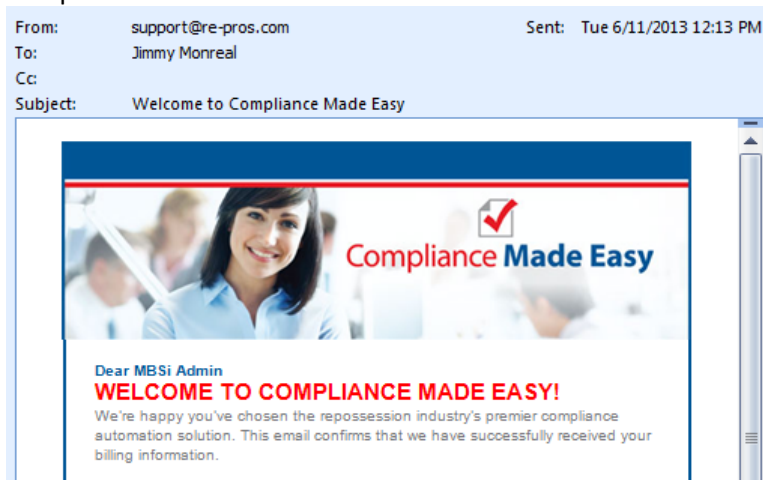 From: support@re-pros.com Sent: Tue 6/11/2013 12:13 PM
To: Jimmy Monreal
Cc:
Subject: Welcome to Compliance Made Easy
Compliance Made Easy
Dear MBSi Admin
WELCOME TO COMPLIANCE MADE EASY!
We're happy you've chosen the repossession industry's premier compliance
automation solution. This email confirms that we have successfully received your
billing information.